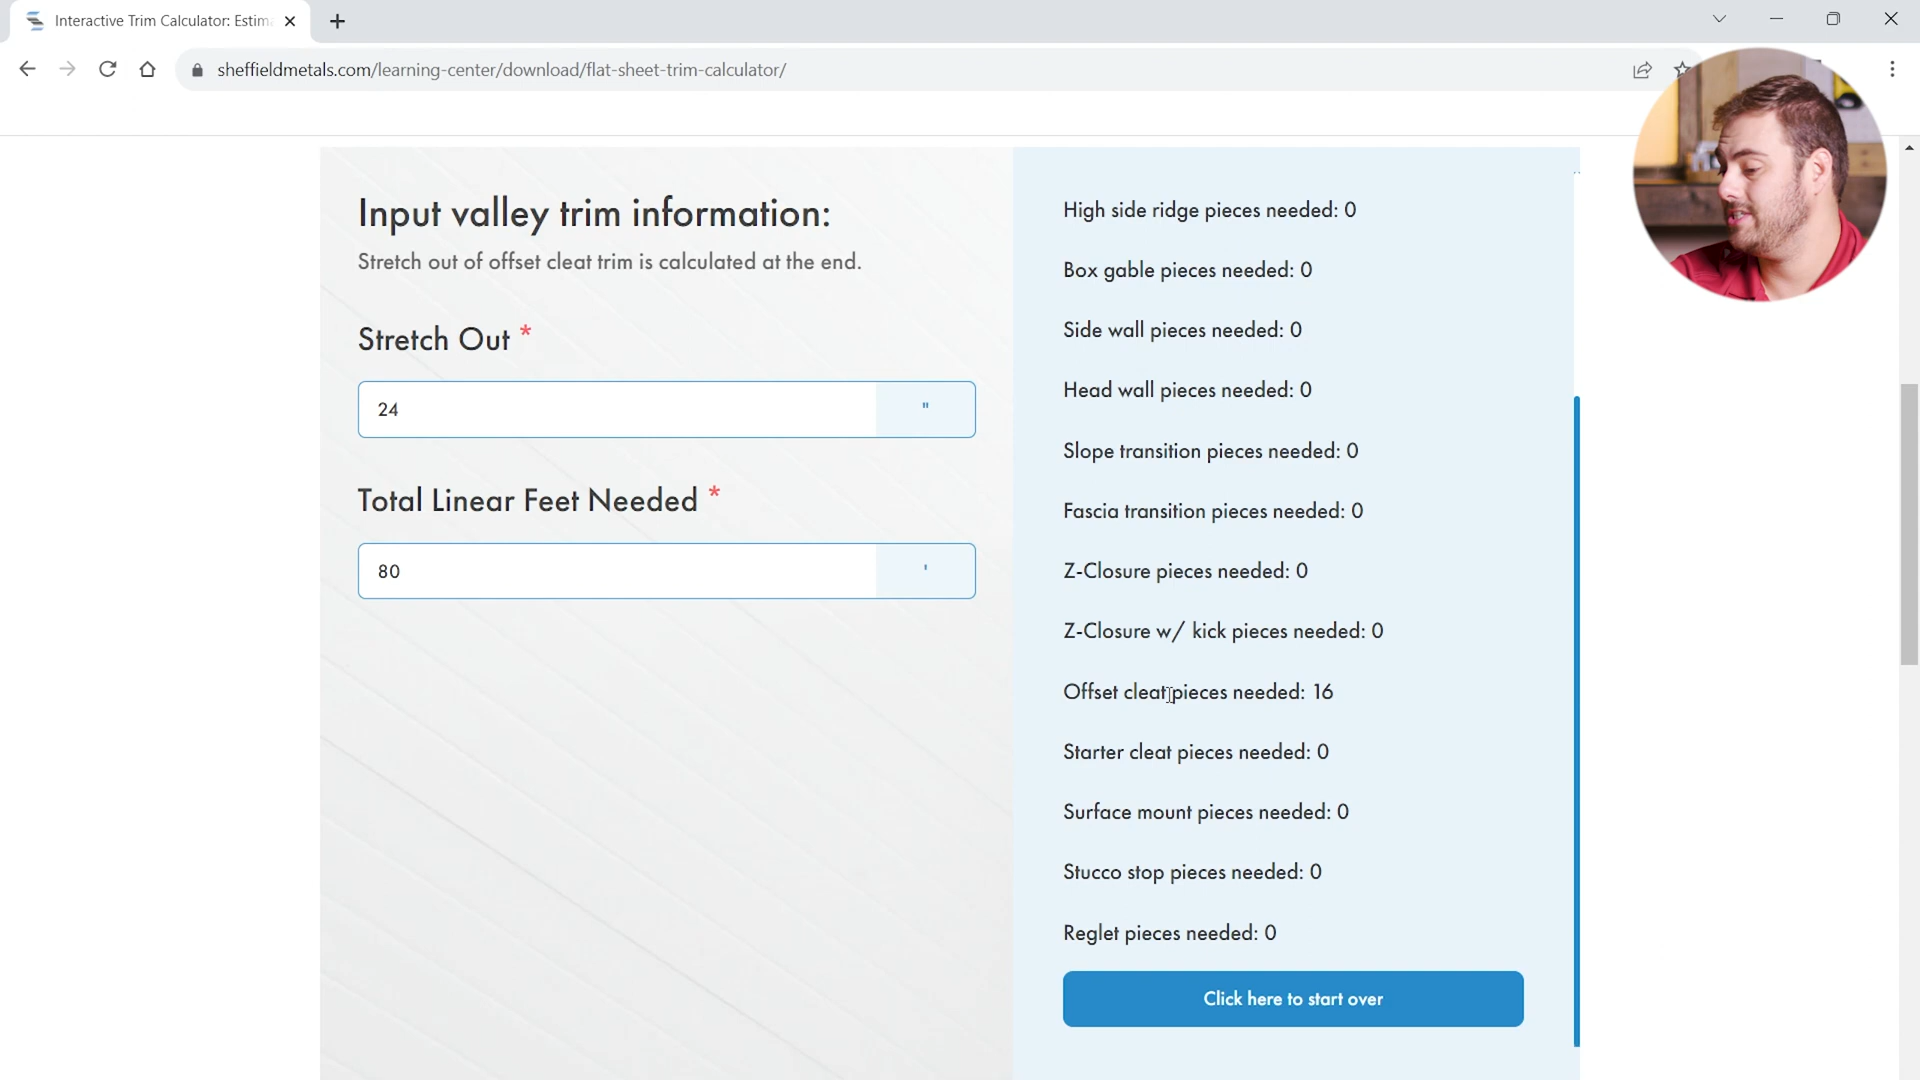 Interactive Trim Calculator: Estim
sheffieldmetals.com/learning-center/download/flat-sheet-trim-calculator/
Input valley trim information:
Stretch out of offset cleat trim is calculated at the end.
Stretch Out *
24 "
Total Linear Feet Needed *
80 '
High side ridge pieces needed: 0
Box gable pieces needed: 0
Side wall pieces needed: 0
Head wall pieces needed: 0
Slope transition pieces needed: 0
Fascia transition pieces needed: 0
Z-Closure pieces needed: 0
Z-Closure w/ kick pieces needed: 0
Offset cleat pieces needed: 16
Starter cleat pieces needed: 0
Surface mount pieces needed: 0
Stucco stop pieces needed: 0
Reglet pieces needed: 0
Click here to start over